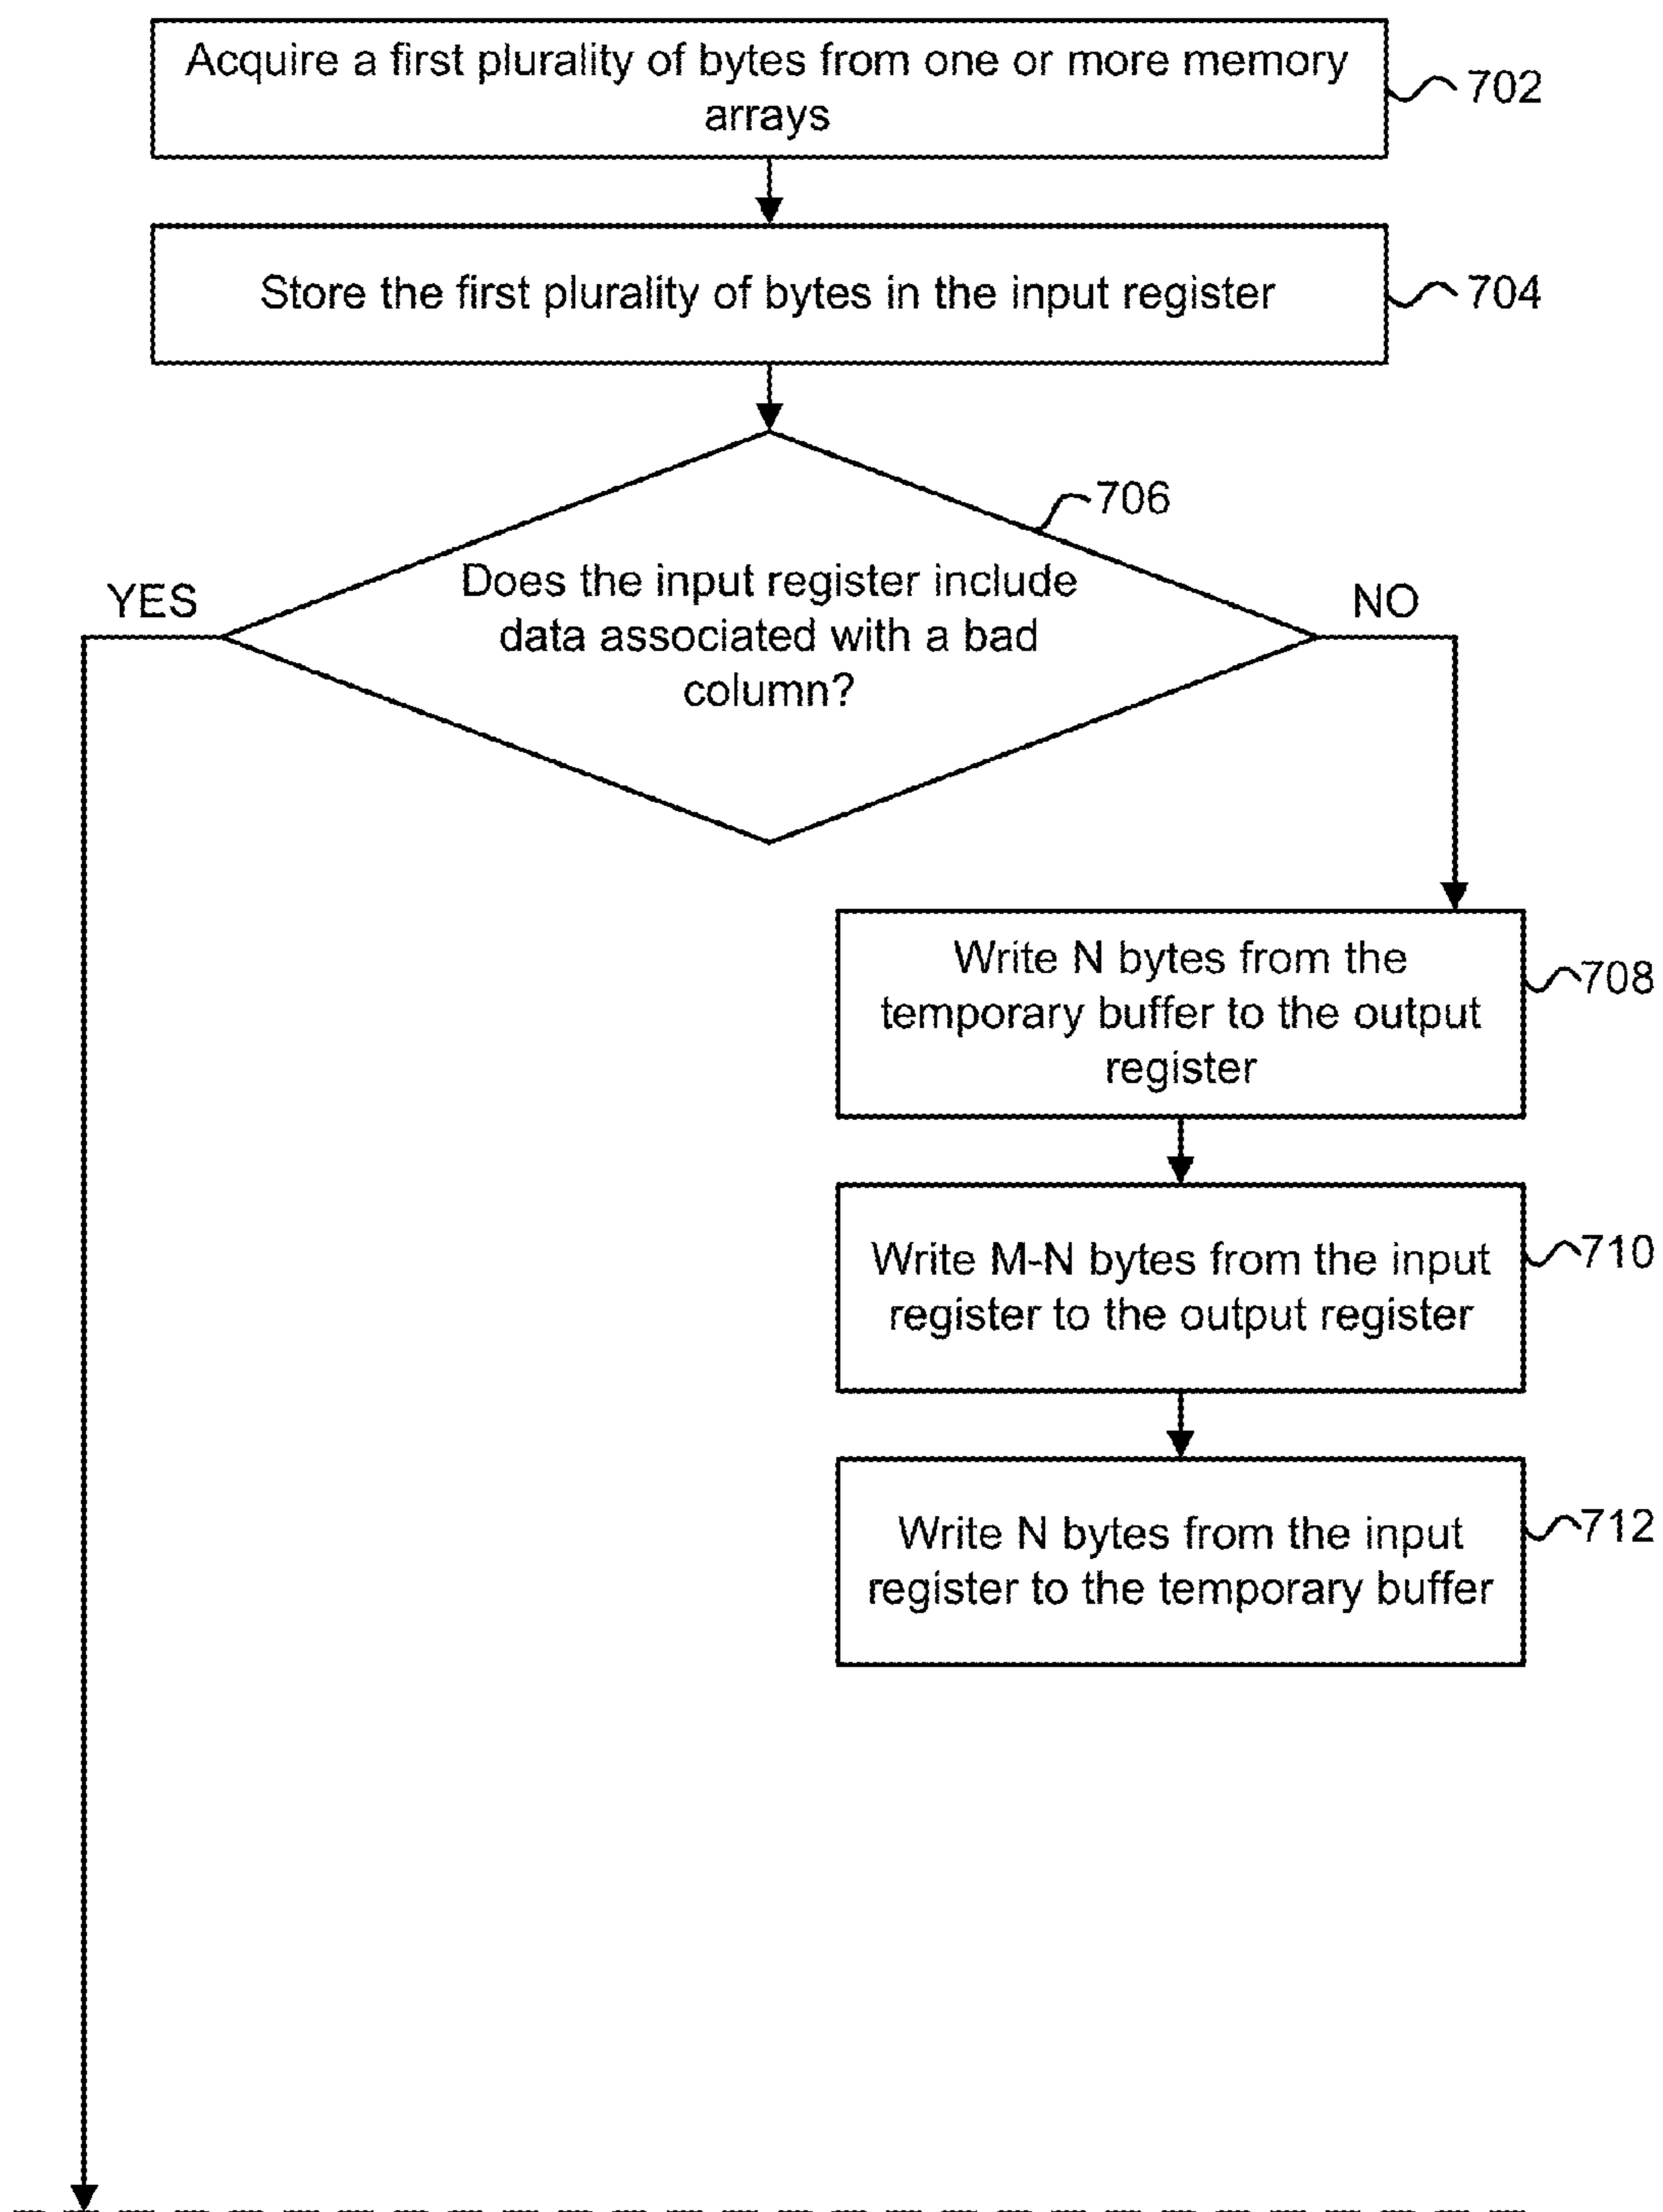 Acquire a first plurality of bytes from one or more memory
arrays
702
Store the first plurality of bytes in the input register
704
706
Does the input register include
data associated with a bad
column?
YES
NO
Write N bytes from the
temporary buffer to the output
register
708
Write M-N bytes from the input
register to the output register
710
Write N bytes from the input
register to the temporary buffer
712